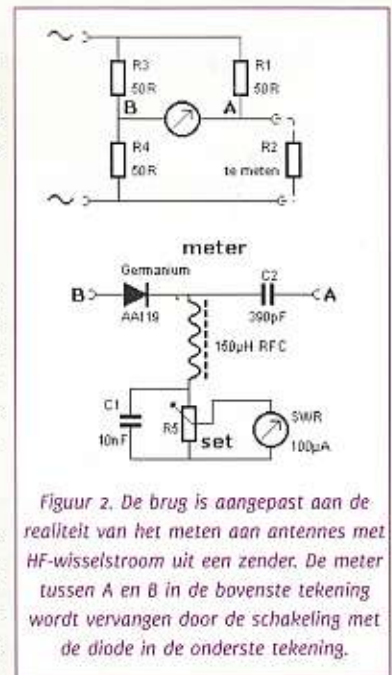 R3
50R
R1
50R
B
A
R4
50R
R2
te meten
meter
Germanium
AA119
B
C2
390pF
A
150µH RFC
C1
10nF
R5
set
SWR
100µA
Figuur 2. De brug is aangepast aan de
realiteit van het meten aan antennes met
HF-wisselstroom uit een zender. De meter
tussen A en B in de bovenste tekening
wordt vervangen door de schakeling met
de diode in de onderste tekening.